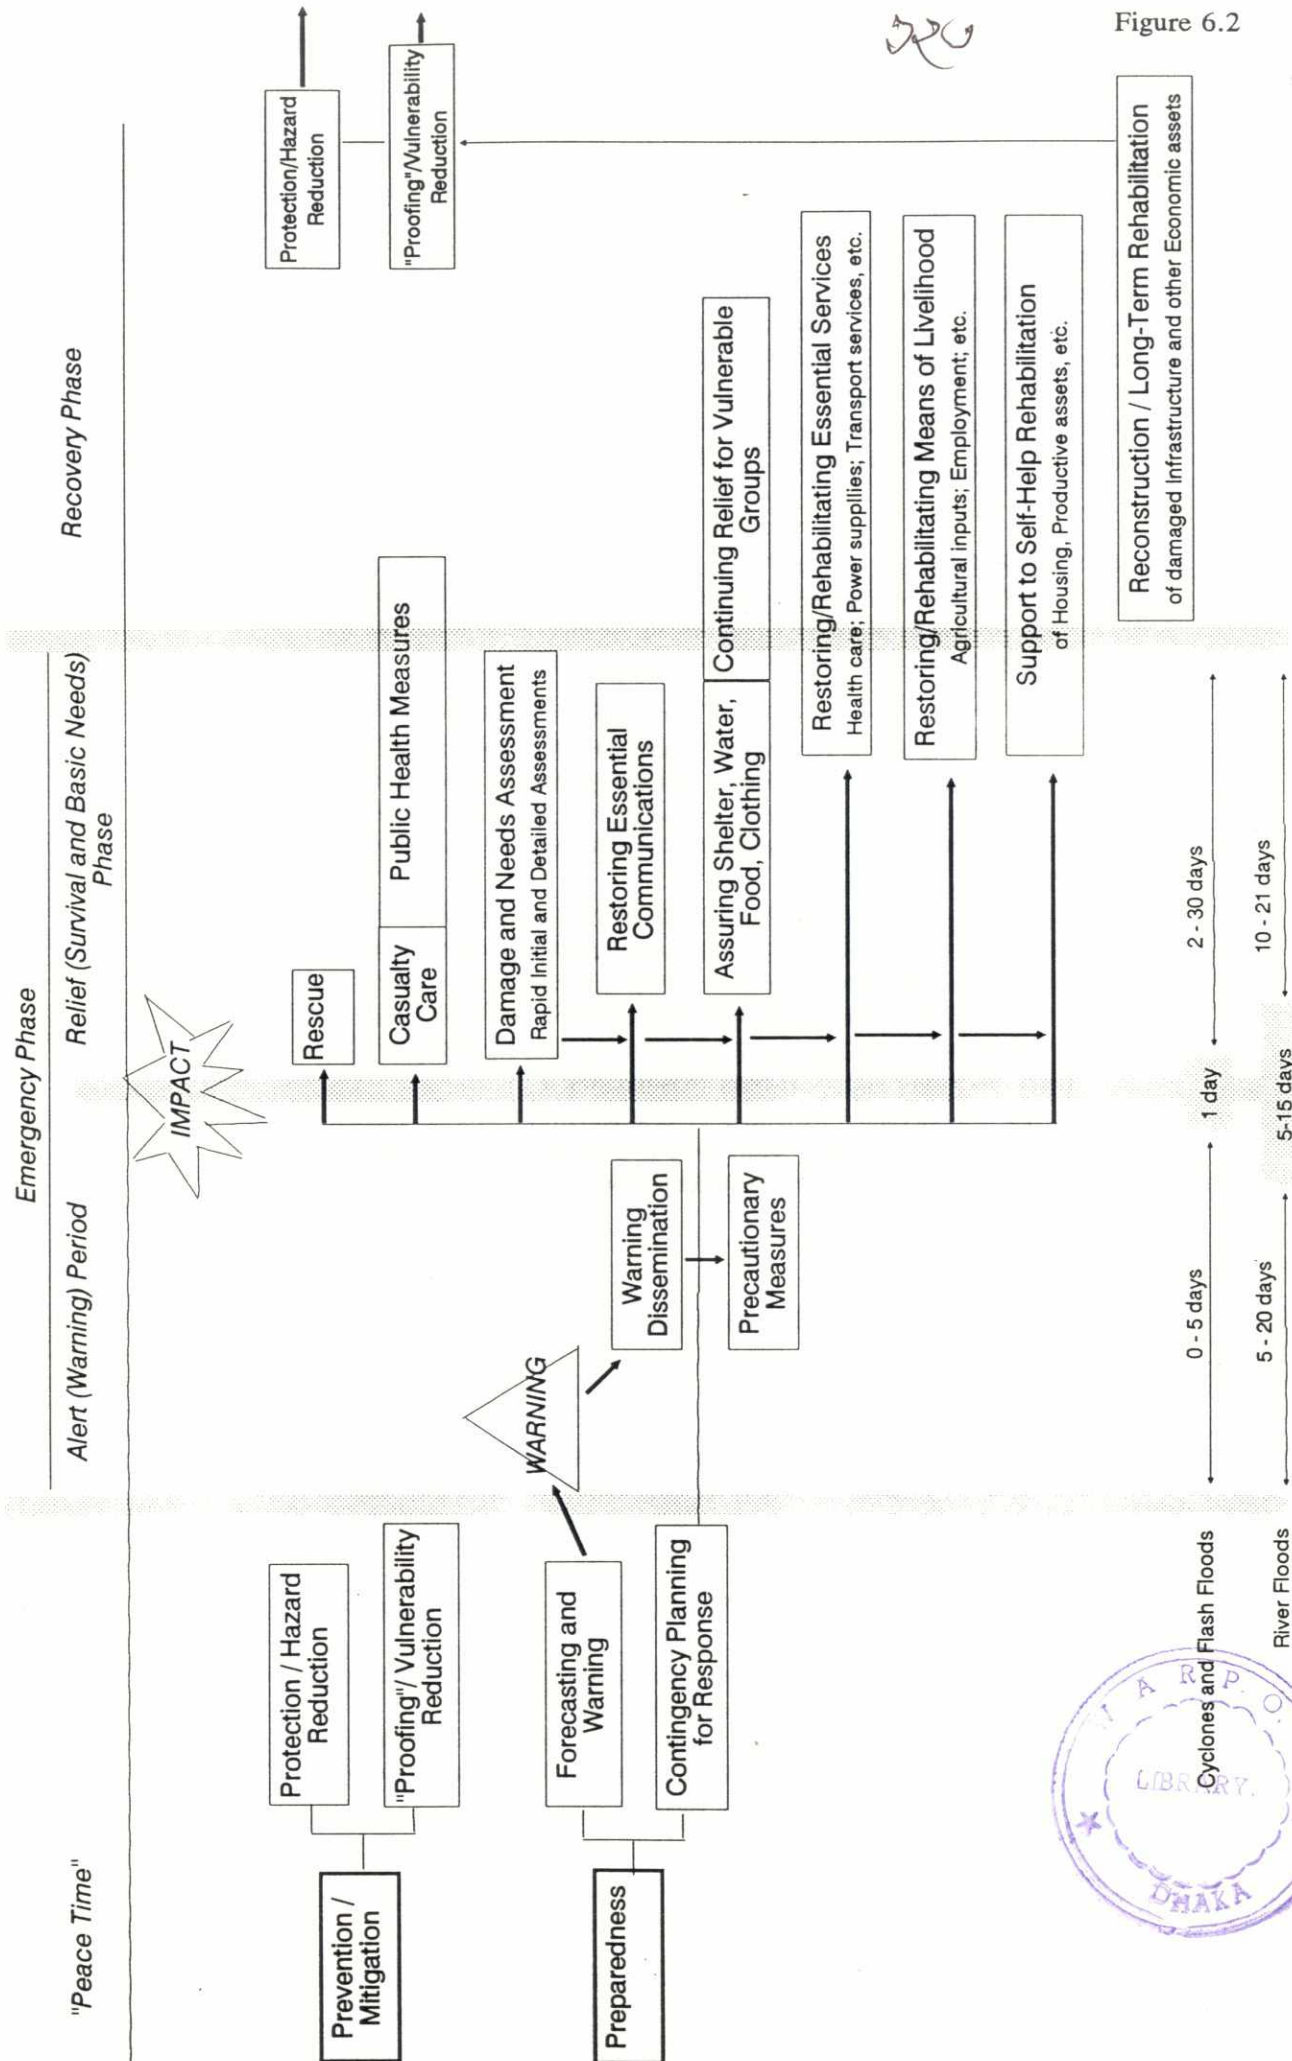 Figure 6.2
Emergency Phase
"Peace Time"
Alert (Warning) Period
Relief (Survival and Basic Needs)
Phase
Recovery Phase
IMPACT
Prevention /
Mitigation
Protection / Hazard
Reduction
"Proofing"/ Vulnerability
Reduction
Preparedness
Forecasting and
Warning
Contingency Planning
for Response
WARNING
Warning
Dissemination
Precautionary
Measures
Rescue
Casualty
Care
Public Health Measures
Damage and Needs Assessment
Rapid Initial and Detailed Assessments
Restoring Essential
Communications
Assuring Shelter, Water,
Food, Clothing
Continuing Relief for Vulnerable
Groups
Restoring/Rehabilitating Essential Services
Health care; Power suppllies; Transport services, etc.
Restoring/Rehabilitating Means of Livelihood
Agricultural inputs; Employment; etc.
Support to Self-Help Rehabilitation
of Housing, Productive assets, etc.
Reconstruction / Long-Term Rehabilitation
of damaged Infrastructure and other Economic assets
Protection/Hazard
Reduction
"Proofing"/Vulnerability
Reduction
Cyclones and Flash Floods
0 - 5 days
1 day
2 - 30 days
River Floods
5 - 20 days
5-15 days
10 - 21 days
W A R P. O.
LIBRARY.
DHAKA